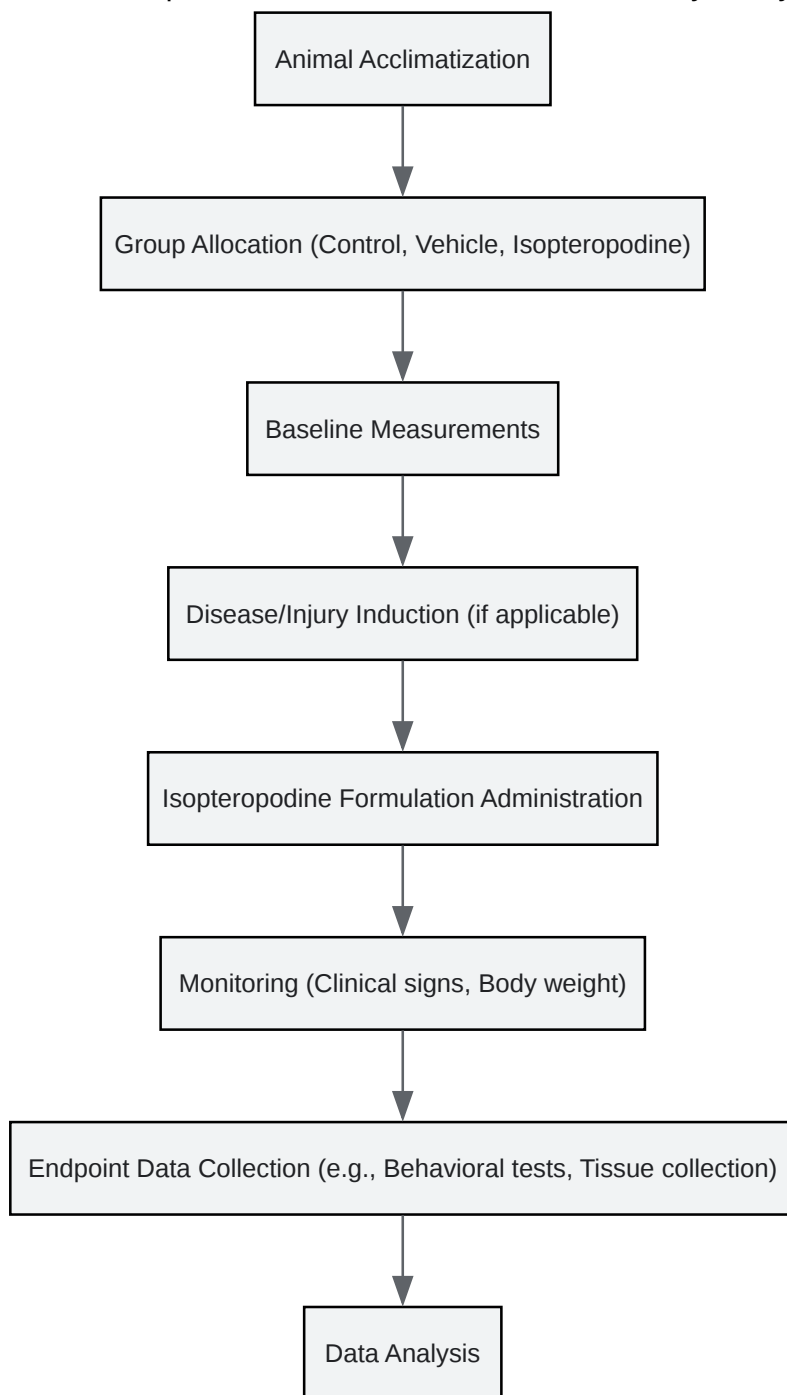 Animal Acclimatization
Group Allocation (Control, Vehicle, Isopteropodine)
Baseline Measurements
Disease/Injury Induction (if applicable)
Isopteropodine Formulation Administration
Monitoring (Clinical signs, Body weight)
Endpoint Data Collection (e.g., Behavioral tests, Tissue collection)
Data Analysis